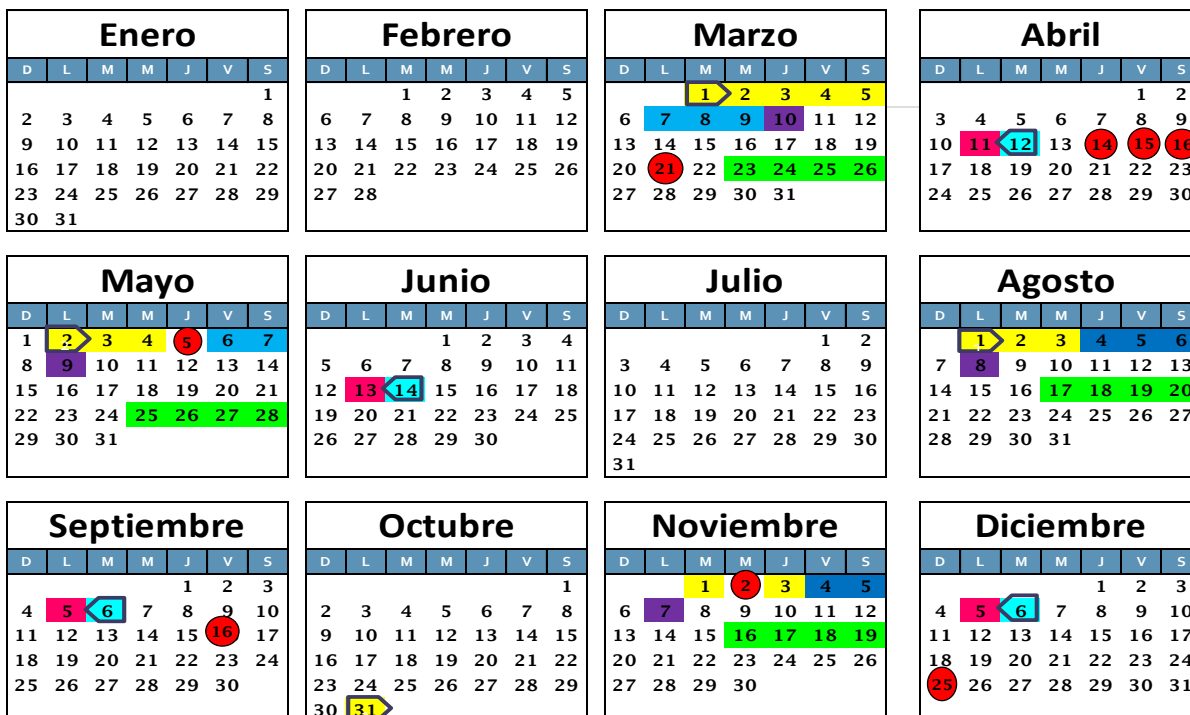 Enero
D L M M J V S
1
2 3 4 5 6 7 8
9 10 11 12 13 14 15
16 17 18 19 20 21 22
23 24 25 26 27 28 29
30 31
Febrero
D L M M J V S
1 2 3 4 5
6 7 8 9 10 11 12
13 14 15 16 17 18 19
20 21 22 23 24 25 26
27 28
Marzo
D L M M J V S
1 2 3 4 5
6 7 8 9 10 11 12
13 14 15 16 17 18 19
20 21 22 23 24 25 26
27 28 29 30 31
Abril
D L M M J V S
1 2
3 4 5 6 7 8 9
10 11 12 13 14 15 16
17 18 19 20 21 22 23
24 25 26 27 28 29 30
Mayo
D L M M J V S
1 2 3 4 5 6 7
8 9 10 11 12 13 14
15 16 17 18 19 20 21
22 23 24 25 26 27 28
29 30 31
Junio
D L M M J V S
1 2 3 4
5 6 7 8 9 10 11
12 13 14 15 16 17 18
19 20 21 22 23 24 25
26 27 28 29 30
Julio
D L M M J V S
1 2
3 4 5 6 7 8 9
10 11 12 13 14 15 16
17 18 19 20 21 22 23
24 25 26 27 28 29 30
31
Agosto
D L M M J V S
1 2 3 4 5 6
7 8 9 10 11 12 13
14 15 16 17 18 19 20
21 22 23 24 25 26 27
28 29 30 31
Septiembre
D L M M J V S
1 2 3
4 5 6 7 8 9 10
11 12 13 14 15 16 17
18 19 20 21 22 23 24
25 26 27 28 29 30
Octubre
D L M M J V S
1
2 3 4 5 6 7 8
9 10 11 12 13 14 15
16 17 18 19 20 21 22
23 24 25 26 27 28 29
30 31
Noviembre
D L M M J V S
1 2 3 4 5
6 7 8 9 10 11 12
13 14 15 16 17 18 19
20 21 22 23 24 25 26
27 28 29 30
Diciembre
D L M M J V S
1 2 3
4 5 6 7 8 9 10
11 12 13 14 15 16 17
18 19 20 21 22 23 24
25 26 27 28 29 30 31